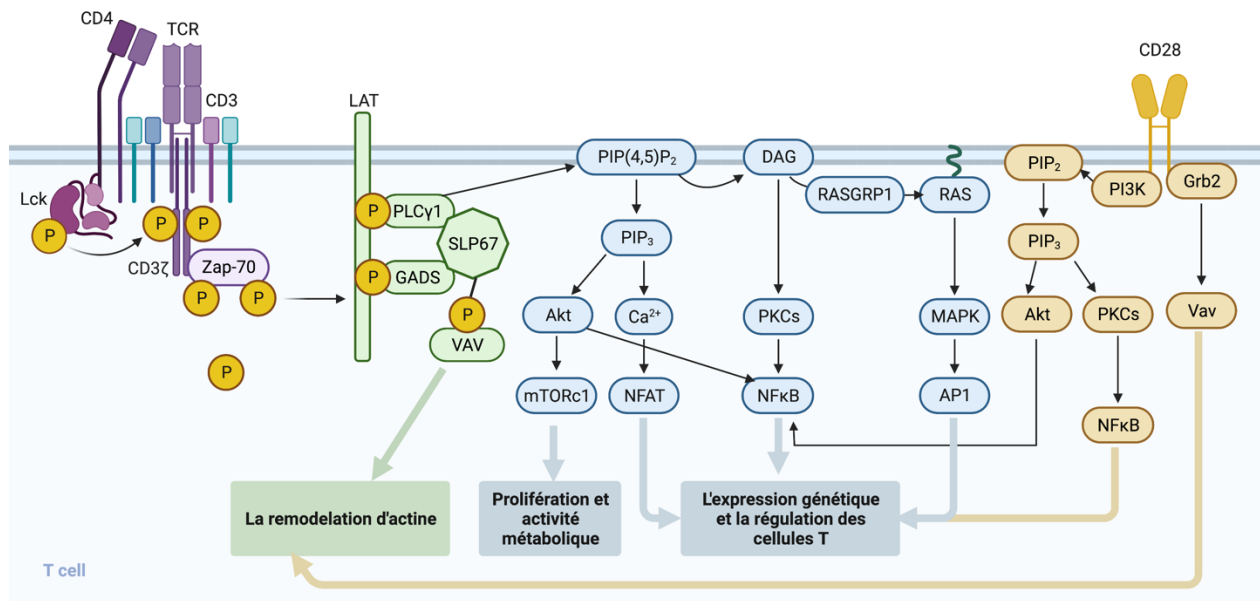 CD4
TCR
CD28
CD3
LAT
PIP(4,5)P₂
DAG
PIP₂
PI3K
Grb2
Lck
RASGRP1
RAS
P
PLCγ1
P
P
P
SLP67
PIP₃
PIP₃
CD3ζ
Zap-70
P
GADS
P
P
P
Akt
Ca²⁺
PKCs
MAPK
Akt
PKCs
Vav
VAV
P
mTORc1
NFAT
NFκB
AP1
NFκB
La remodelation d'actine
Prolifération et
activité
métabolique
L'expression génétique
et la régulation des
cellules T
T cell